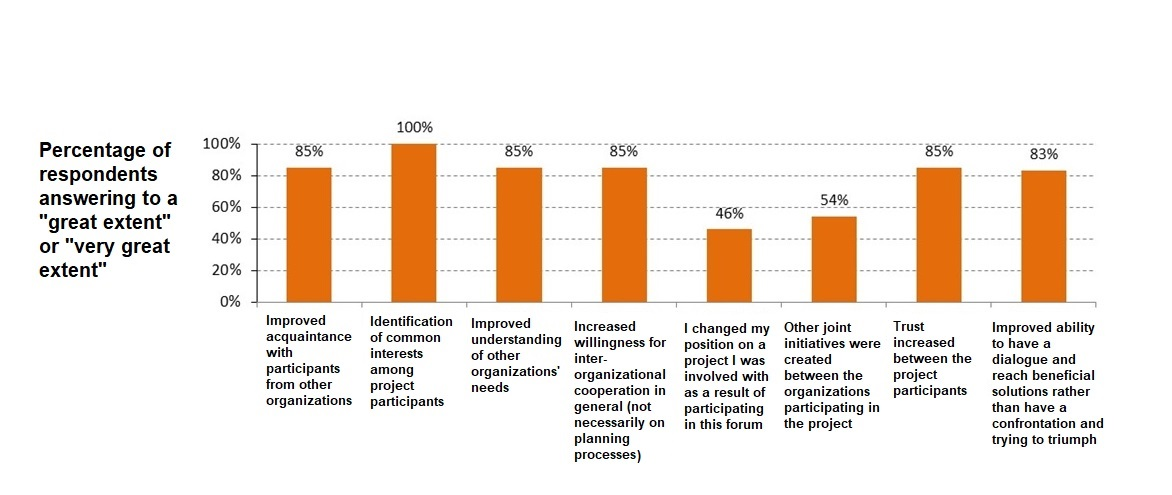 Percentage of
respondents
answering to a
"great extent"
or "very great
extent"
100%
80%
60%
40%
20%
0%
85%
100%
85%
85%
46%
54%
85%
83%
Improved
acquaintance
with
participants
from other
organizations
Identification
of common
interests
among
project
participants
Improved
understanding
of other
organizations'
needs
Increased
willingness for
inter-
organizational
cooperation in
general (not
necessarily on
planning
processes)
I changed my
position on a
project I was
involved with
as a result of
participating
in this forum
Other joint
initiatives were
created
between the
organizations
participating in
the project
Trust
increased
between the
project
participants
Improved ability
to have a
dialogue and
reach beneficial
solutions rather
than have a
confrontation and
trying to triumph